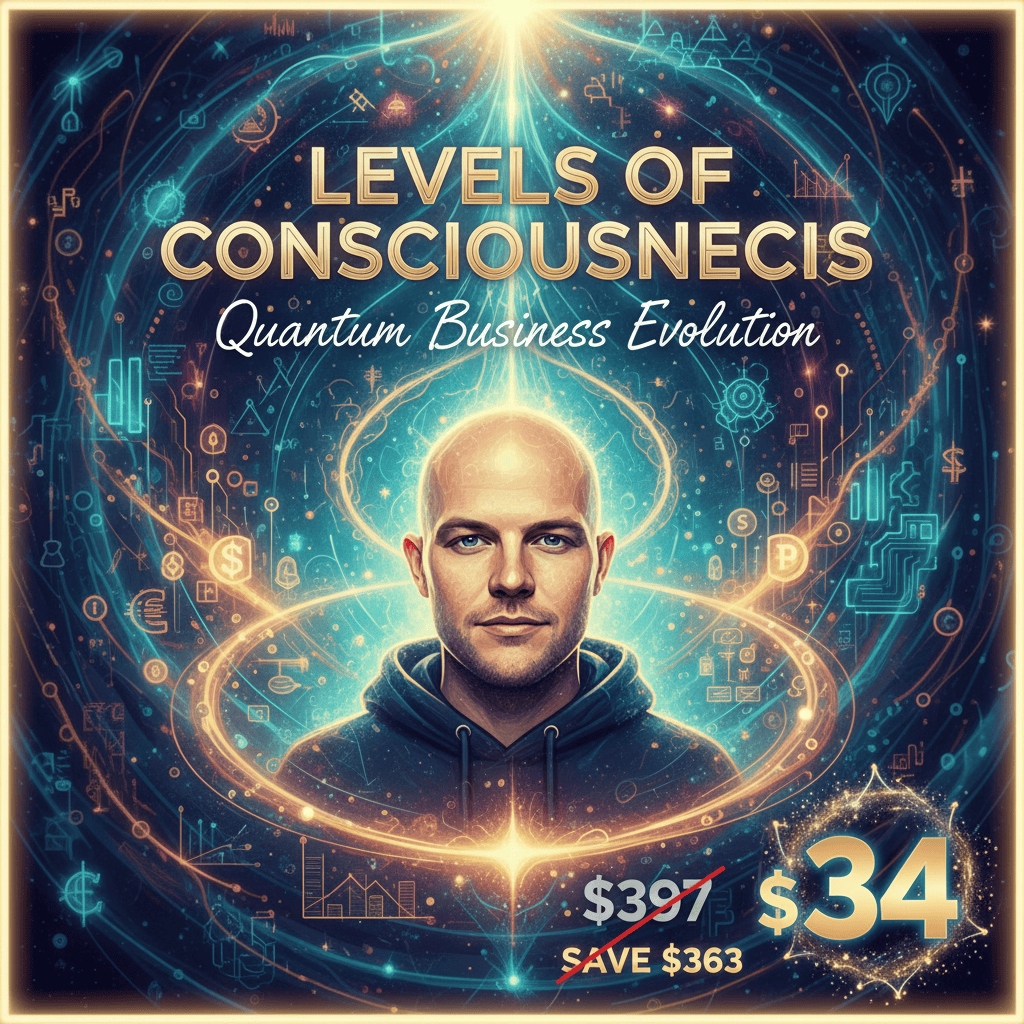 LEVELS OF
CONSCIOUSNECIS
Quantum Business Evolution
$397
$34
SAVE $363